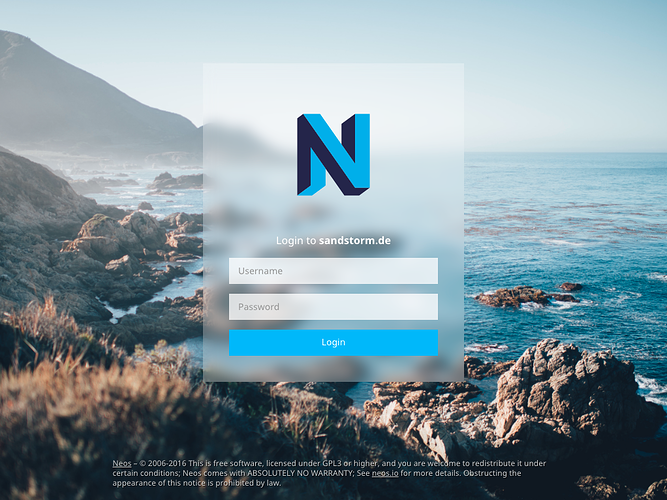 N
Login to sandstorm.de
Username
Password
Login
Neos – © 2006-2016 This is free software, licensed under GPL3 or higher, and you are welcome to redistribute it under
certain conditions; Neos comes with ABSOLUTELY NO WARRANTY; See neos.io for more details. Obstructing the
appearance of this notice is prohibited by law.